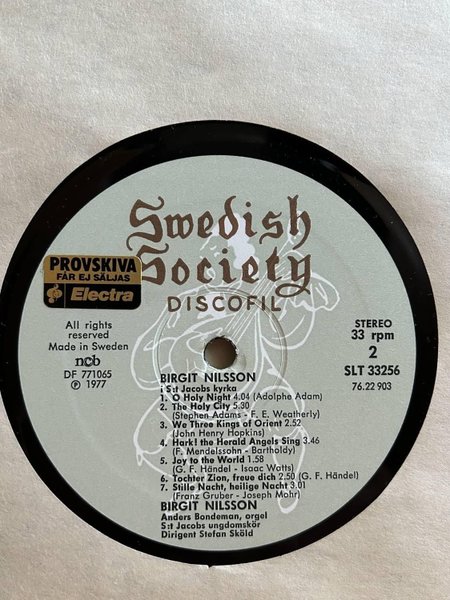 Swedish
Society
DISCOFIL
PROVSKIVA
FÅR EJ SÄLJAS
Electra
All rights
reserved
Made in Sweden
ncb
DF 771065
Ⓟ 1977
STEREO
33 rpm
2
SLT 33256
76.22 903
BIRGIT NILSSON
i S:t Jacobs kyrka
1. O Holy Night 4.04 (Adolphe Adam)
2. The Holy City 5.30
(Stephen Adams - F. E. Weatherly)
3. We Three Kings of Orient 2.52
(John Henry Hopkins)
4. Hark! the Herald Angels Sing 3.46
(F. Mendelssohn - Bartholdy)
5. Joy to the World 1.58
(G. F. Händel - Isaac Watts)
6. Tochter Zion, freue dich 2.50 (G. F. Händel)
7. Stille Nacht, heilige Nacht 3.01
(Franz Gruber - Joseph Mohr)
BIRGIT NILSSON
Anders Bondeman, orgel
S:t Jacobs ungdomskör
Dirigent Stefan Sköld